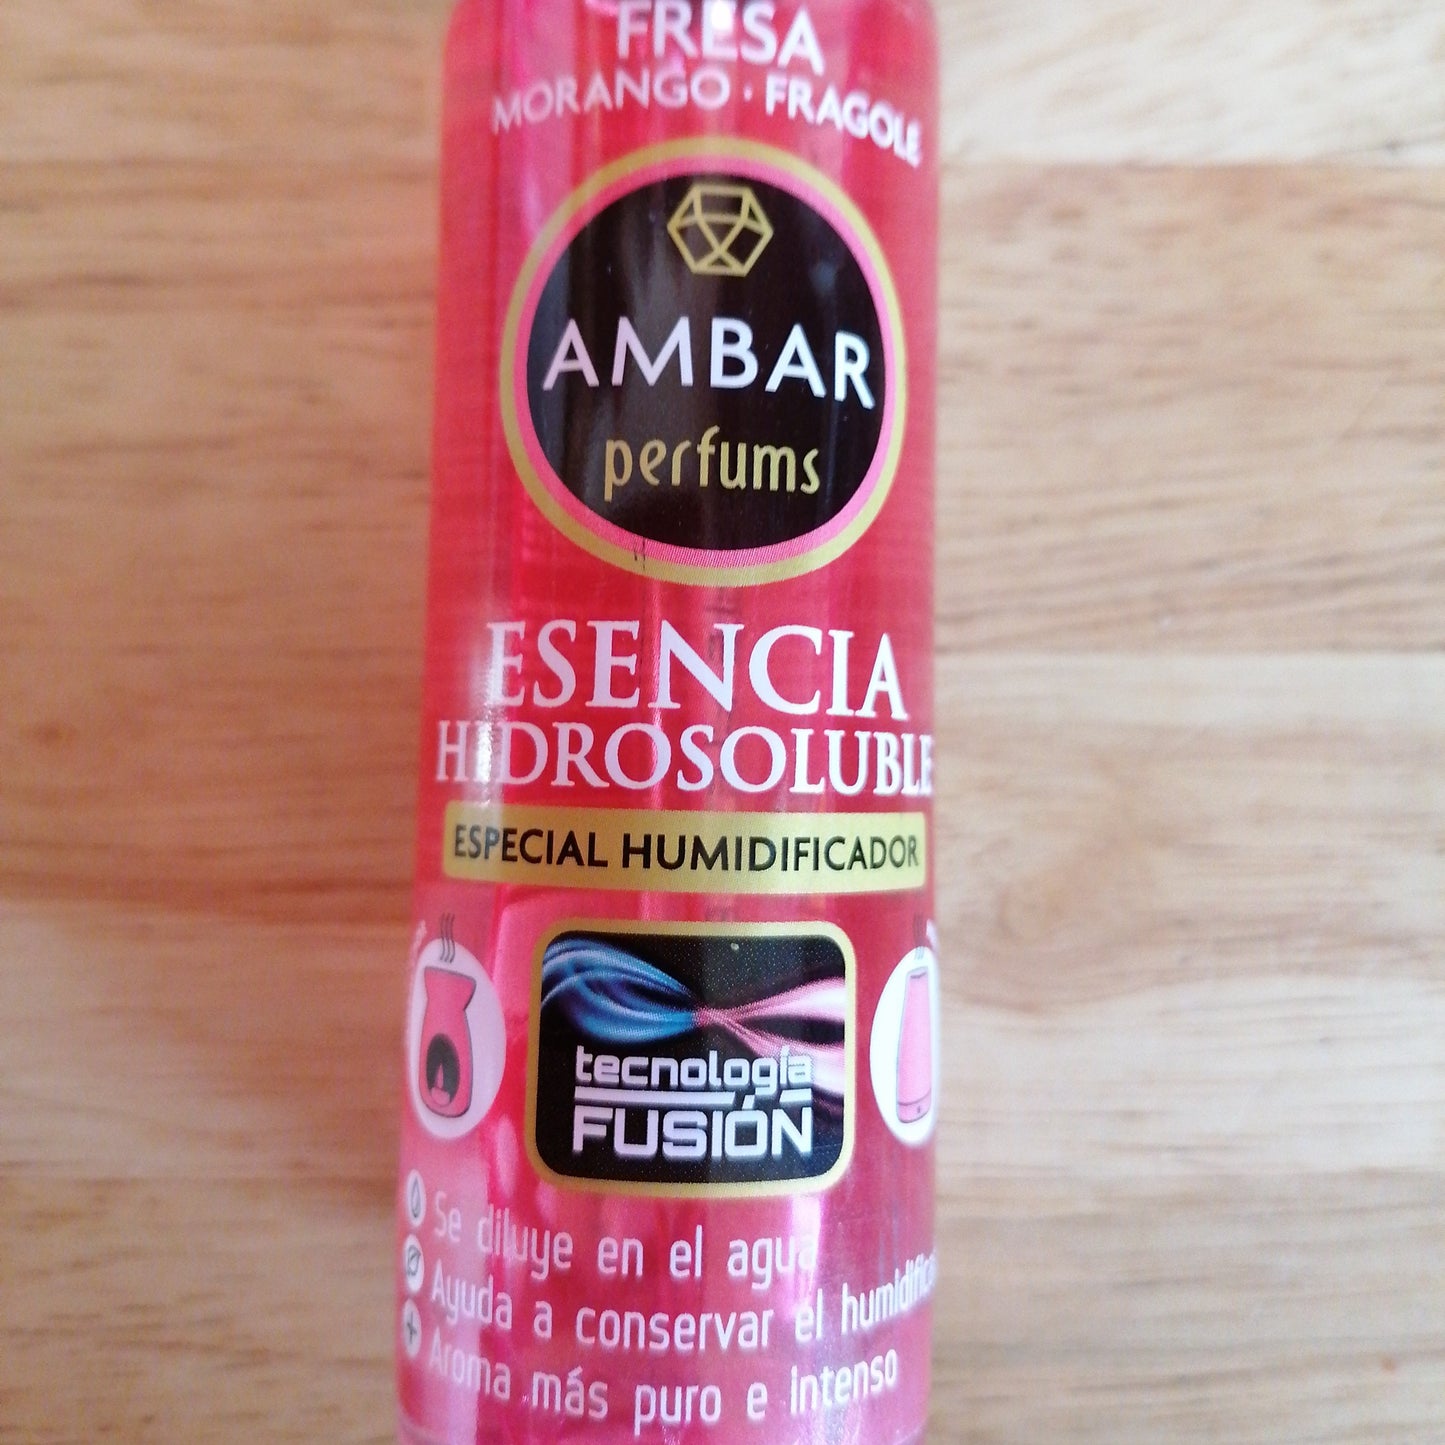 FRESA
MORANGO · FRAGOLE
AMBAR
perfums
ESENCIA
HIDROSOLUBLE
ESPECIAL HUMIDIFICADOR
tecnología
FUSIÓN
Se diluye en el agua
Ayuda a conservar el
Aroma más puro e intenso